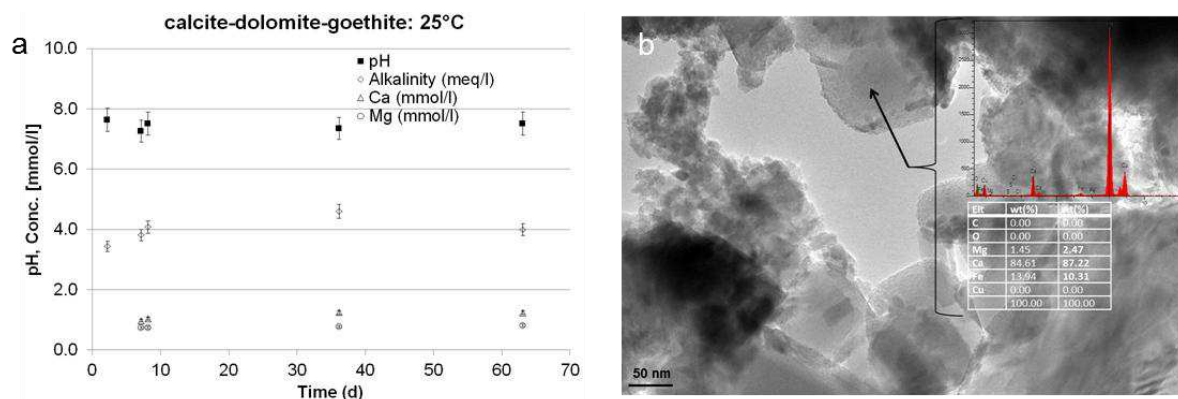 calcite-dolomite-goethite: 25°C
a
10.0
8.0
6.0
4.0
2.0
0.0
pH, Conc. [mmol/l]
pH
Alkalinity (meq/l)
Ca (mmol/l)
Mg (mmol/l)
0 10 20 30 40 50 60 70
Time (d)
b
Elt wt(%) wt(%)
C 0.00 0.00
O 0.00 0.00
Mg 1.45 2.47
Ca 84.61 87.22
Fe 13.94 10.31
Cu 0.00 0.00
100.00 100.00
50 nm